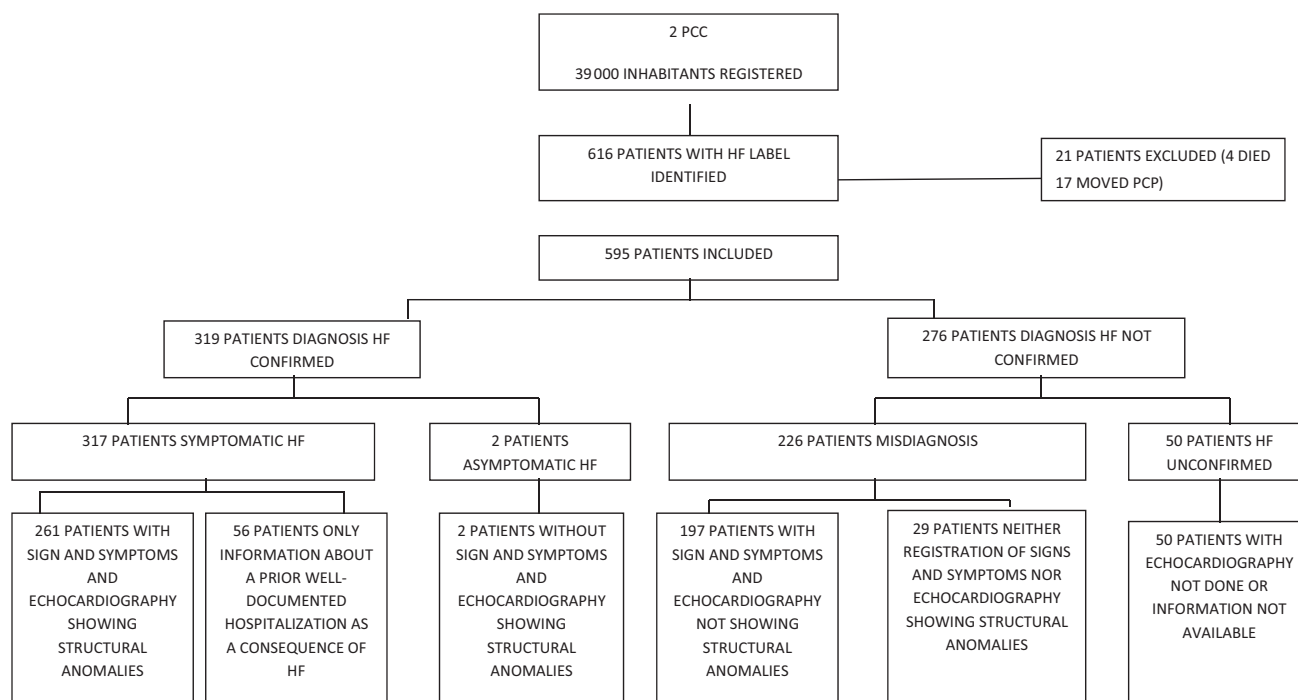 2 PCC
39 000 INHABITANTS REGISTERED
616 PATIENTS WITH HF LABEL
IDENTIFIED
21 PATIENTS EXCLUDED (4 DIED
17 MOVED PCP)
595 PATIENTS INCLUDED
319 PATIENTS DIAGNOSIS HF
CONFIRMED
276 PATIENTS DIAGNOSIS HF NOT
CONFIRMED
317 PATIENTS SYMPTOMATIC HF
2 PATIENTS
ASYMPTOMATIC HF
226 PATIENTS MISDIAGNOSIS
50 PATIENTS HF
UNCONFIRMED
261 PATIENTS WITH
SIGN AND SYMPTOMS
AND
ECHOCARDIOGRAPHY
SHOWING
STRUCTURAL
ANOMALIES
56 PATIENTS ONLY
INFORMATION ABOUT
A PRIOR WELL-
DOCUMENTED
HOSPITALIZATION AS
A CONSEQUENCE OF
HF
2 PATIENTS WITHOUT
SIGN AND SYMPTOMS
AND
ECHOCARDIOGRAPHY
SHOWING
STRUCTURAL
ANOMALIES
197 PATIENTS WITH
SIGN AND SYMPTOMS
AND
ECHOCARDIOGRAPHY
NOT SHOWING
STRUCTURAL
ANOMALIES
29 PATIENTS NEITHER
REGISTRATION OF SIGNS
AND SYMPTOMS NOR
ECHOCARDIOGRAPHY
SHOWING STRUCTURAL
ANOMALIES
50 PATIENTS WITH
ECHOCARDIOGRAPHY
NOT DONE OR
INFORMATION NOT
AVAILABLE